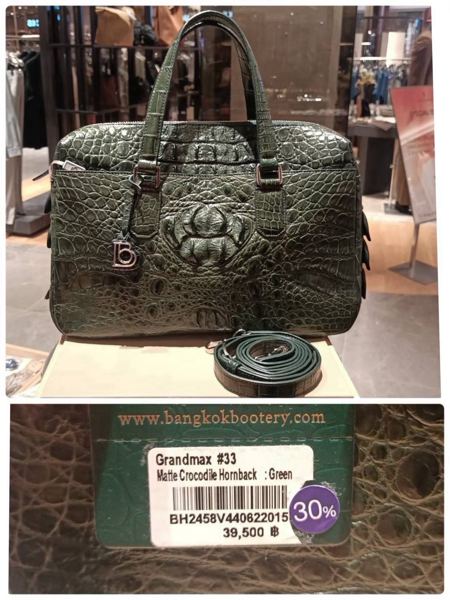 B
www.bangkokbootery.com
Grandmax #33
Matte Crocodile Hornback : Green
BH2458V440622015
39,500 ฿
30%